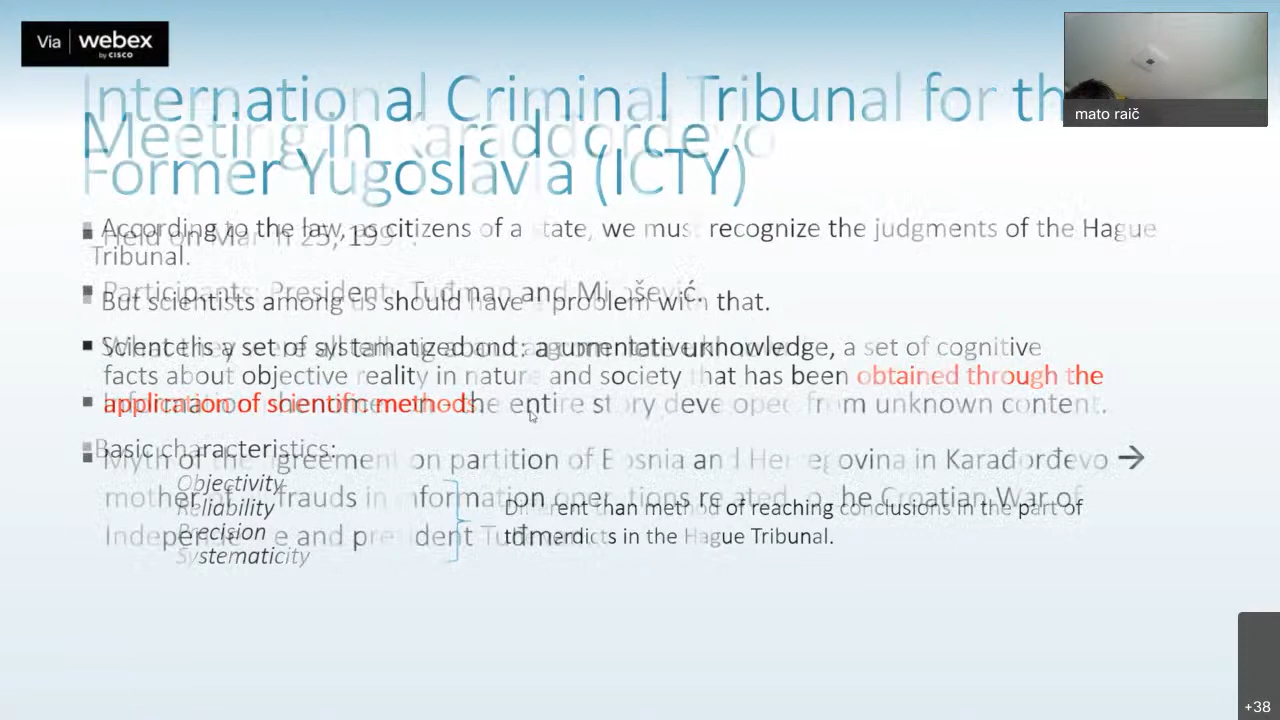 Via webex
by CISCO
mato raič
International Criminal Tribunal for th
Former Yugoslavia (ICTY)
According to the law, as citizens of a state, we must recognize the judgments of the Hague
Tribunal.
But scientists among us should have a problem with that.
Science is a set of systematized and argumentative knowledge, a set of cognitive
facts about objective reality in nature and society that has been obtained through the
application of scientific methods.
Basic characteristics:
Objectivity
Reliability
Precision
Systematicity
Different than method of reaching conclusions in the part of
the verdicts in the Hague Tribunal.
Meeting in Karađorđevo
Held on March 25, 199
Participants: Presidents Tuđman and Milošević.
the entire story developed from unknown content.
Myth of the agreement on partition of Bosnia and Herzegovina in Karađorđevo →
mother of frauds in information operations related to the Croatian War of
Independence and president Tuđman
+38